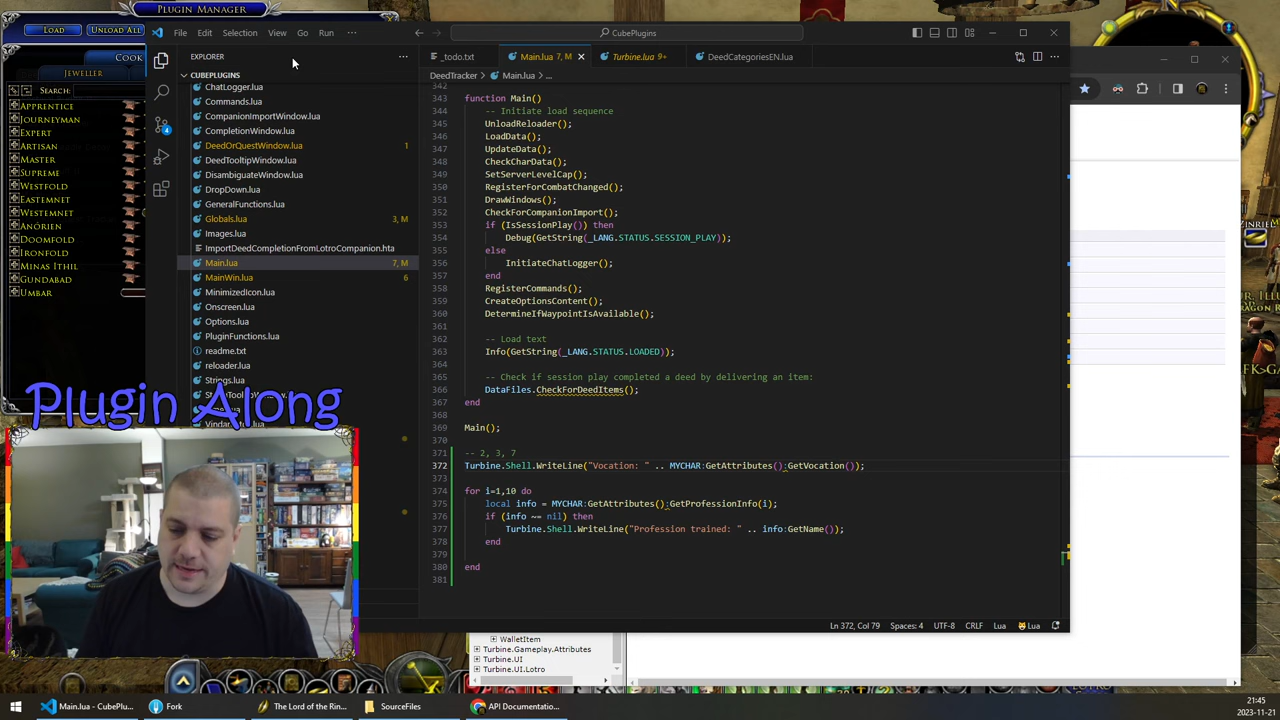 Plugin Manager
Load
Unload All
Cook
Jeweller
Search:
Apprentice
Journeyman
Expert
Artisan
Master
Supreme
Westfold
Eastemnet
Westemnet
Anórien
Doomfold
Ironfold
Minas Ithil
Gundabad
Umbar
File Edit Selection View Go Run ···
CubePlugins
EXPLORER
CUBEPLUGINS
ChatLogger.lua
Commands.lua
CompanionImportWindow.lua
CompletionWindow.lua
DeedOrQuestWindow.lua 1
DeedTooltipWindow.lua
DisambiguateWindow.lua
DropDown.lua
GeneralFunctions.lua
Globals.lua 3, M
Images.lua
ImportDeedCompletionFromLotroCompanion.hta
Main.lua 7, M
MainWin.lua 6
MinimizedIcon.lua
Onscreen.lua
Options.lua
PluginFunctions.lua
readme.txt
reloader.lua
Strings.lua
4
Plugin Along
_todo.txt Main.lua 7, M Turbine.lua 9+ DeedCategoriesEN.lua
DeedTracker > Main.lua > ...
342
343 function Main()
344 -- Initiate load sequence
345 UnloadReloader();
346 LoadData();
347 UpdateData();
348 CheckCharData();
349 SetServerLevelCap();
350 RegisterForCombatChanged();
351 DrawWindows();
352 CheckForCompanionImport();
353 if (IsSessionPlay()) then
354 Debug(GetString(_LANG.STATUS.SESSION_PLAY));
355 else
356 InitiateChatLogger();
357 end
358 RegisterCommands();
359 CreateOptionsContent();
360 DetermineIfWaypointIsAvailable();
361
362 -- Load text
363 Info(GetString(_LANG.STATUS.LOADED));
364
365 -- Check if session play completed a deed by delivering an item:
366 DataFiles.CheckForDeedItems();
367 end
368
369 Main();
370
371 -- 2, 3, 7
372 Turbine.Shell.WriteLine("Vocation: " .. MYCHAR:GetAttributes():GetVocation());
373
374 for i=1,10 do
375 local info = MYCHAR:GetAttributes():GetProfessionInfo(i);
376 if (info ~= nil) then
377 Turbine.Shell.WriteLine("Profession trained: " .. info:GetName());
378 end
379
380 end
381
Ln 372, Col 79 Spaces: 4 UTF-8 CRLF Lua Lua
WalletItem
Turbine.Gameplay.Attributes
Turbine.UI
Turbine.UI.Lotro
Zinriel
Main.lua - CubePlu... Fork The Lord of the Rin... SourceFiles API Documentatio...
21:45
2023-11-21